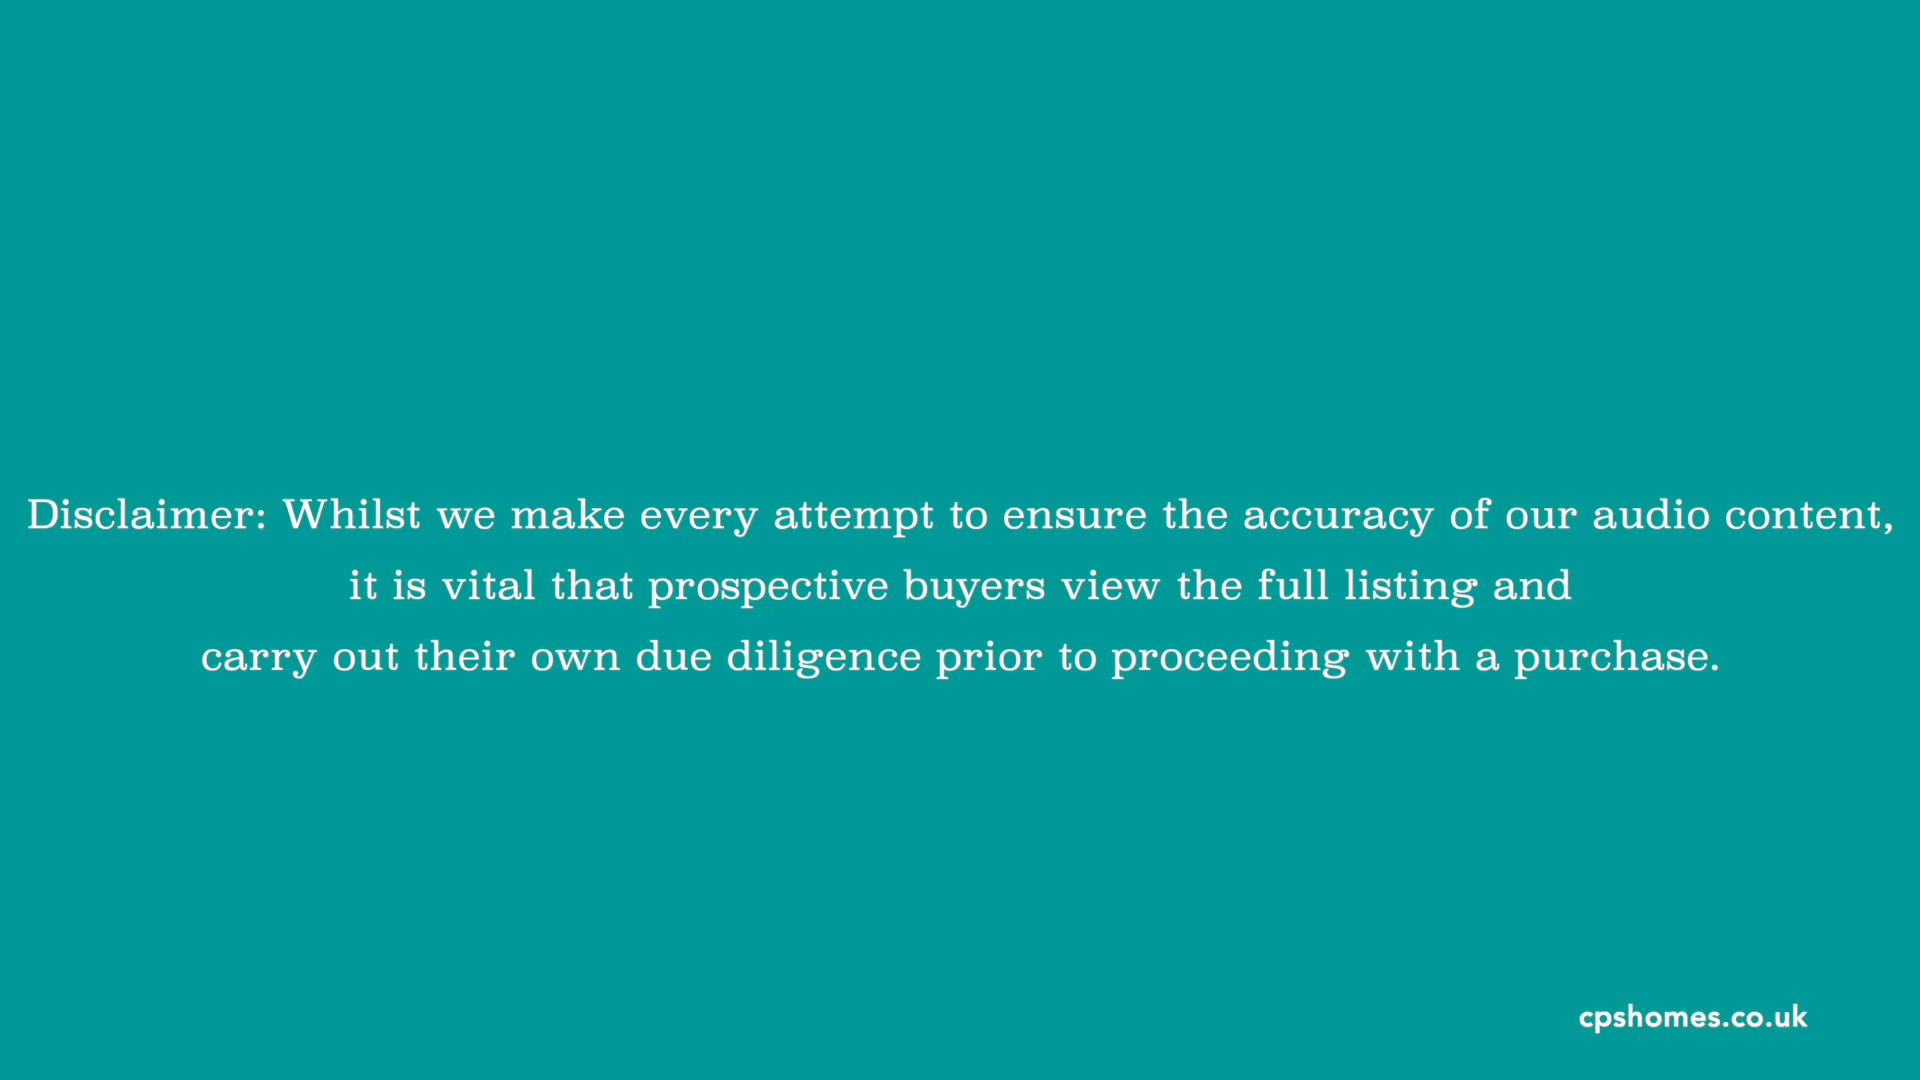 Disclaimer: Whilst we make every attempt to ensure the accuracy of our audio content,
it is vital that prospective buyers view the full listing and
carry out their own due diligence prior to proceeding with a purchase.
cpshomes.co.uk